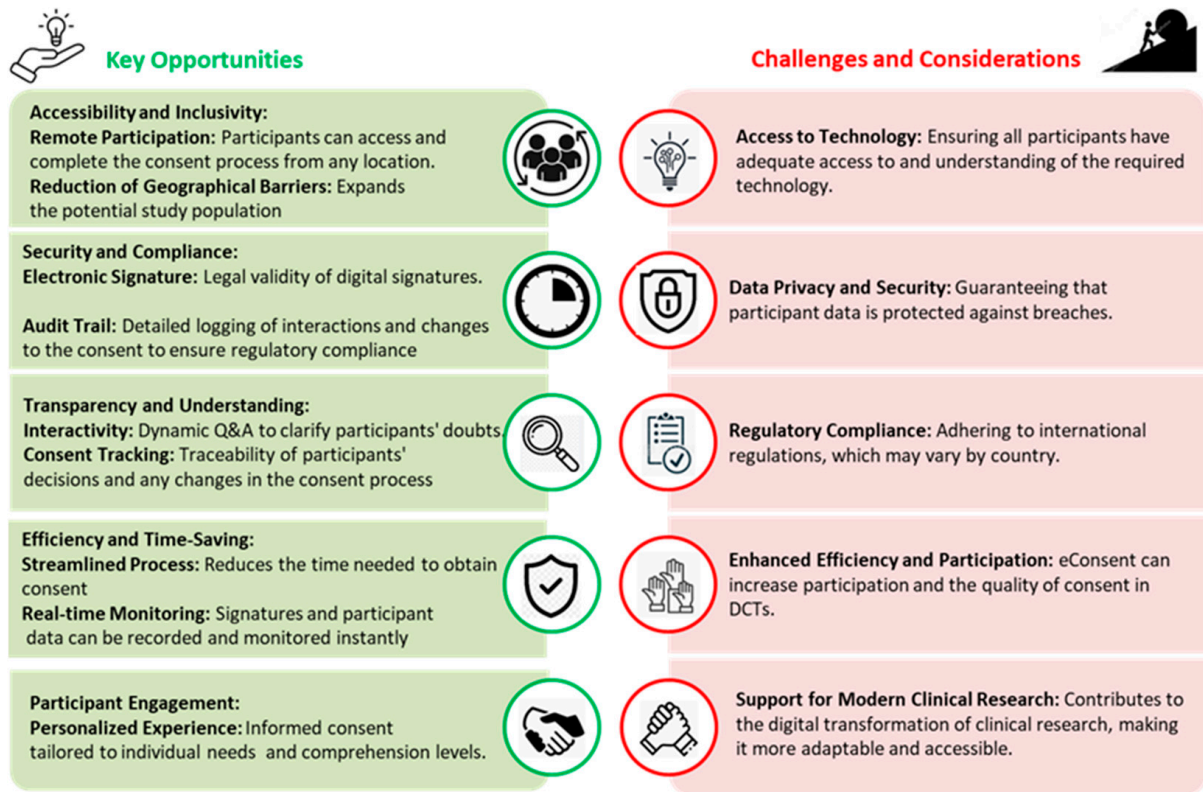 Key Opportunities
Accessibility and Inclusivity:
Remote Participation: Participants can access and
complete the consent process from any location.
Reduction of Geographical Barriers: Expands
the potential study population
Security and Compliance:
Electronic Signature: Legal validity of digital signatures.
Audit Trail: Detailed logging of interactions and changes
to the consent to ensure regulatory compliance
Transparency and Understanding:
Interactivity: Dynamic Q&A to clarify participants' doubts.
Consent Tracking: Traceability of participants'
decisions and any changes in the consent process
Efficiency and Time-Saving:
Streamlined Process: Reduces the time needed to obtain
consent
Real-time Monitoring: Signatures and participant
data can be recorded and monitored instantly
Participant Engagement:
Personalized Experience: Informed consent
tailored to individual needs and comprehension levels.
Challenges and Considerations
Access to Technology: Ensuring all participants have
adequate access to and understanding of the required
technology.
Data Privacy and Security: Guaranteeing that
participant data is protected against breaches.
Regulatory Compliance: Adhering to international
regulations, which may vary by country.
Enhanced Efficiency and Participation: eConsent can
increase participation and the quality of consent in
DCTs.
Support for Modern Clinical Research: Contributes to
the digital transformation of clinical research, making
it more adaptable and accessible.